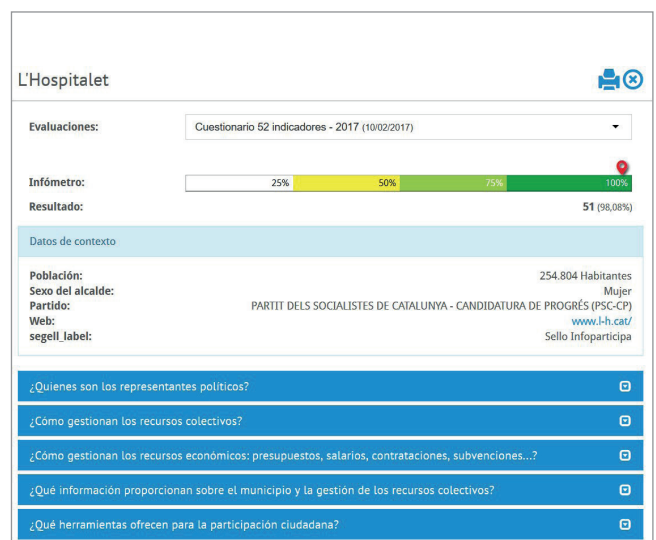 L'Hospitalet
Evaluaciones: Cuestionario 52 indicadores - 2017 (10/02/2017)
Infómetro: 25% 50% 75% 100%
Resultado: 51 (98,08%)
Datos de contexto
Población: 254.804 Habitantes
Sexo del alcalde: Mujer
Partido: PARTIT DELS SOCIALISTES DE CATALUNYA - CANDIDATURA DE PROGRÉS (PSC-CP)
Web: www.l-h.cat/
segell_label: Sello Infoparticipa
¿Quienes son los representantes políticos?
¿Cómo gestionan los recursos colectivos?
¿Cómo gestionan los recursos económicos: presupuestos, salarios, contrataciones, subvenciones...?
¿Qué información proporcionan sobre el municipio y la gestión de los recursos colectivos?
¿Qué herramientas ofrecen para la participación ciudadana?